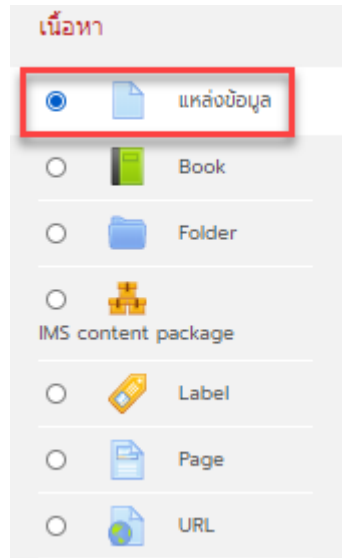 เนื้อหา
แหล่งข้อมูล
Book
Folder
IMS content package
Label
Page
URL